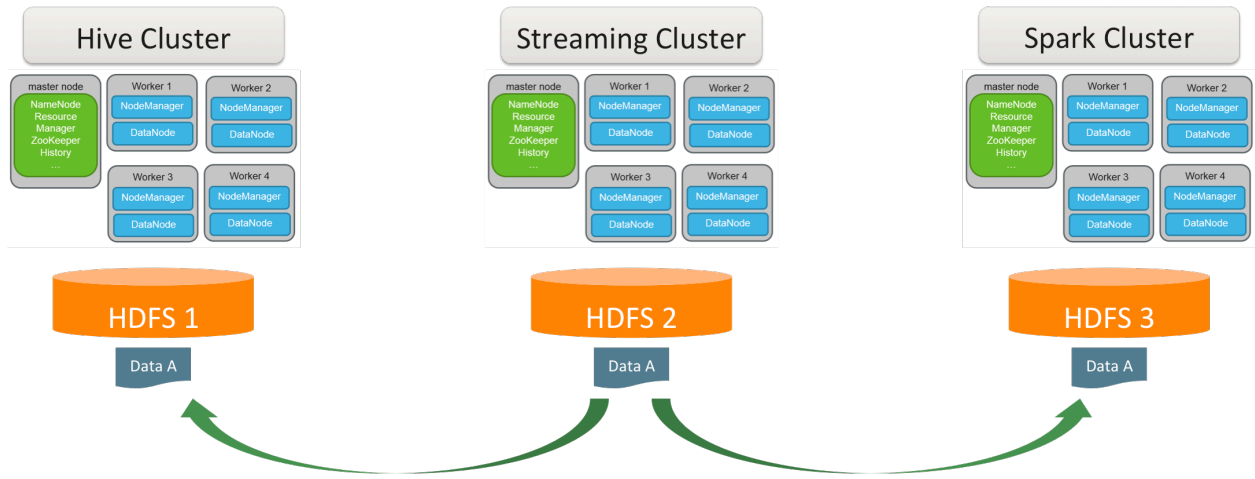 Hive Cluster
master node
NameNode
Resource
Manager
ZooKeeper
History
...
Worker 1
NodeManager
DataNode
Worker 2
NodeManager
DataNode
Worker 3
NodeManager
DataNode
Worker 4
NodeManager
DataNode
HDFS 1
Data A
Streaming Cluster
master node
NameNode
Resource
Manager
ZooKeeper
History
...
Worker 1
NodeManager
DataNode
Worker 2
NodeManager
DataNode
Worker 3
NodeManager
DataNode
Worker 4
NodeManager
DataNode
HDFS 2
Data A
Spark Cluster
master node
NameNode
Resource
Manager
ZooKeeper
History
...
Worker 1
NodeManager
DataNode
Worker 2
NodeManager
DataNode
Worker 3
NodeManager
DataNode
Worker 4
NodeManager
DataNode
HDFS 3
Data A